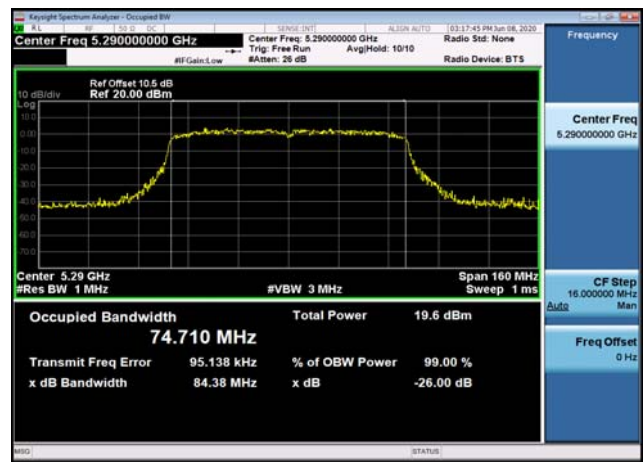 Keysight Spectrum Analyzer - Occupied BW
RL RF 50 Ω DC SENSE:INT ALIGN AUTO 03:17:45 PM Jun 08, 2020
Center Freq 5.290000000 GHz
Center Freq: 5.290000000 GHz
Radio Std: None
Trig: Free Run Avg|Hold: 10/10
#IFGain:Low #Atten: 26 dB Radio Device: BTS
Frequency
Ref Offset 10.5 dB
10 dB/div Ref 20.00 dBm
Log
10.0
0.00
-10.0
-20.0
-30.0
-40.0
-50.0
-60.0
-70.0
Center Freq
5.290000000 GHz
Center 5.29 GHz Span 160 MHz
#Res BW 1 MHz #VBW 3 MHz Sweep 1 ms
CF Step
16.000000 MHz
Auto Man
Occupied Bandwidth Total Power 19.6 dBm
74.710 MHz
Freq Offset
0 Hz
Transmit Freq Error 95.138 kHz % of OBW Power 99.00 %
x dB Bandwidth 84.38 MHz x dB -26.00 dB
MSG STATUS